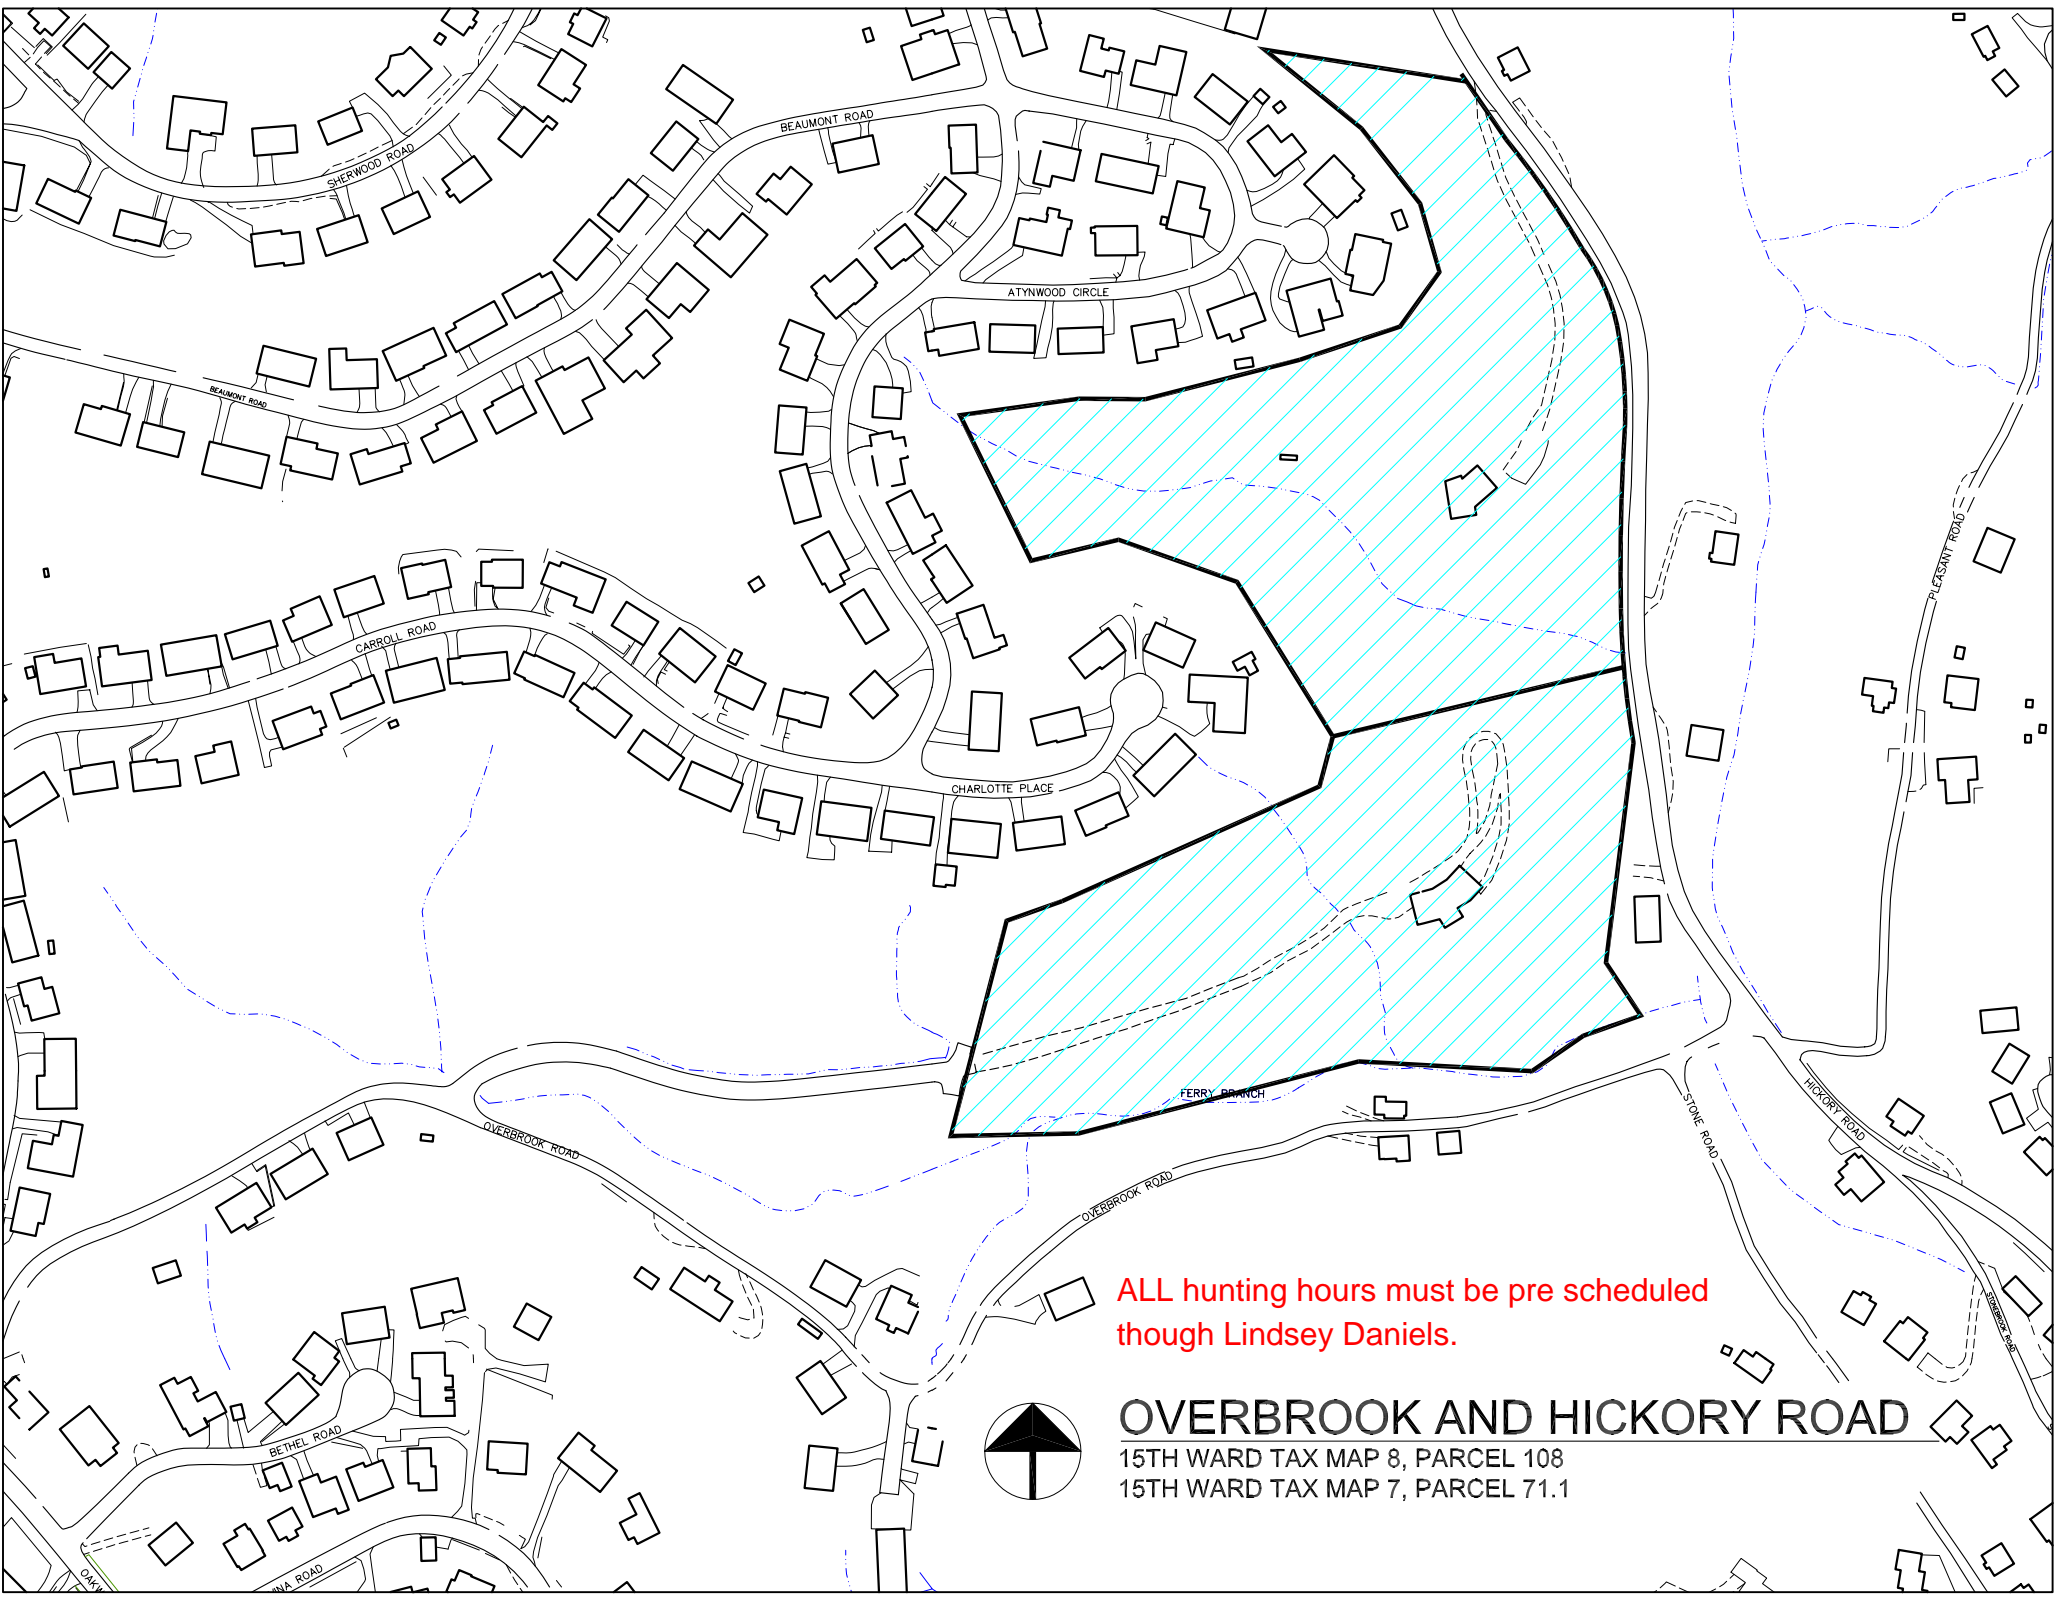 BEAUMONT ROAD
SHERWOOD ROAD
ATYNWOOD CIRCLE
BEAUMONT ROAD
PLEASANT ROAD
CARROLL ROAD
CHARLOTTE PLACE
FERRY BRANCH
HICKORY ROAD
STONE ROAD
OVERBROOK ROAD
OVERBROOK ROAD
ALL hunting hours must be pre scheduled
though Lindsey Daniels.
STONEBROOK ROAD
OVERBROOK AND HICKORY ROAD
15TH WARD TAX MAP 8, PARCEL 108
15TH WARD TAX MAP 7, PARCEL 71.1
BETHEL ROAD
ROAD